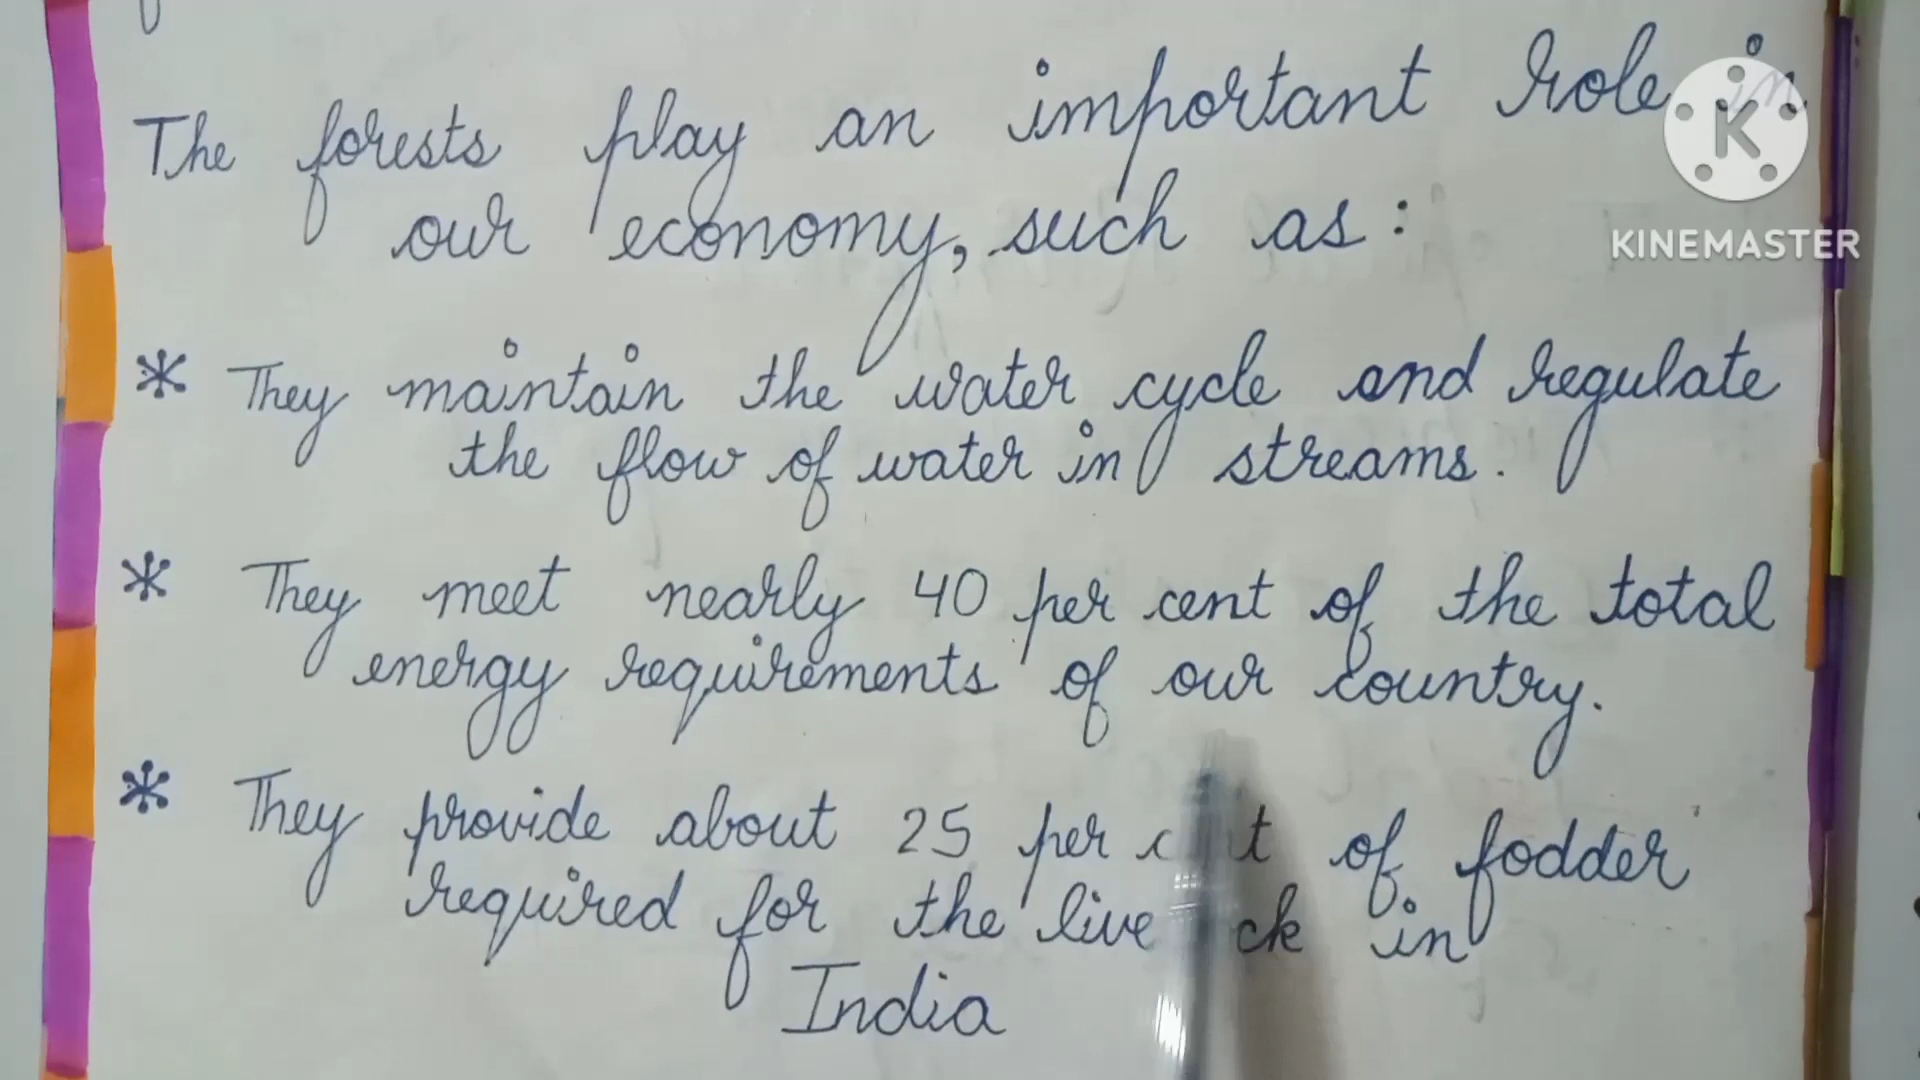 The forests play an important role in
our economy, such as:
* They maintain the water cycle and regulate
the flow of water in streams.
* They meet nearly 40 per cent of the total
energy requirements of our country.
* They provide about 25 per cent of fodder
required for the livestock in
India
K
KINEMASTER